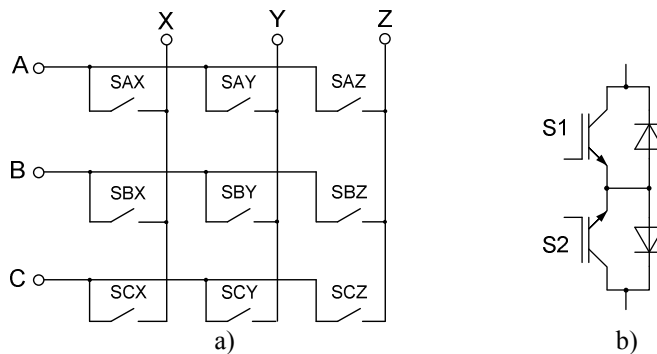 X Y Z
A
SAX SAY SAZ
B
SBX SBY SBZ
C
SCX SCY SCZ
a)
S1
S2
b)